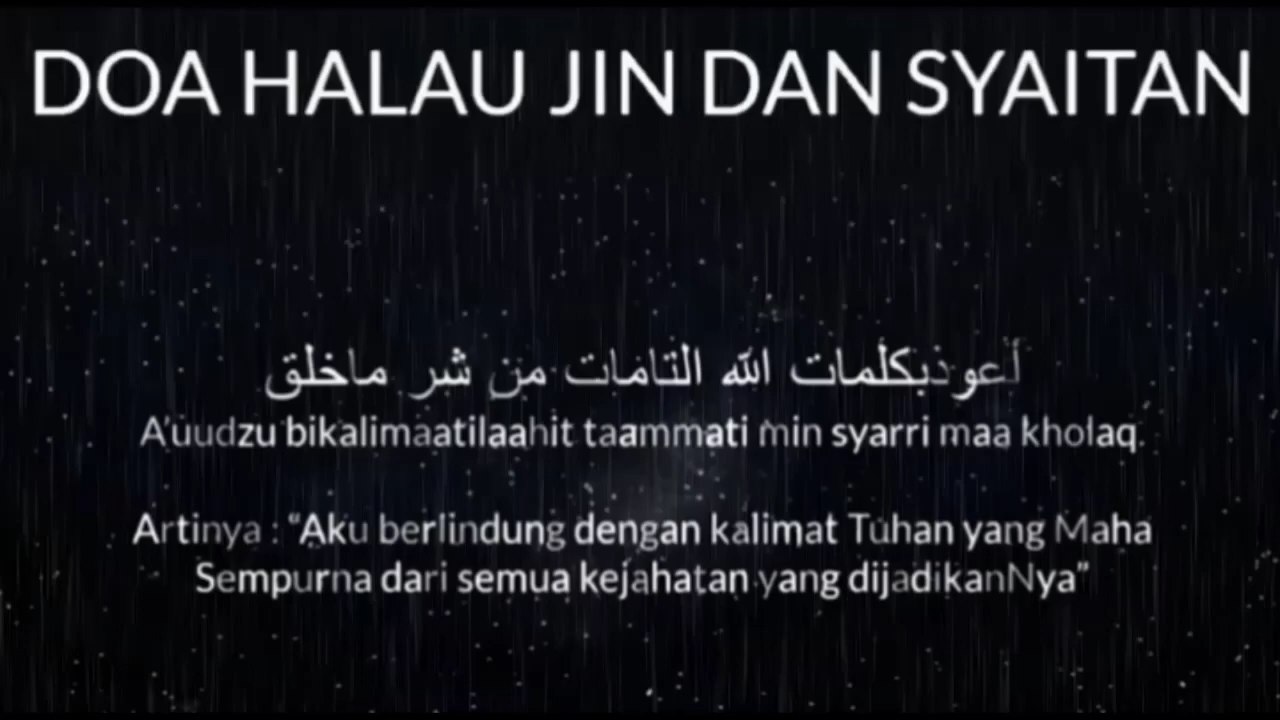 DOA HALAU JIN DAN SYAITAN
أعوذبكلمات الله التامات من شر ماخلق
A'uudzu bikalimaatilaahit taammati min syarri maa kholaq.
Artinya : “Aku berlindung dengan kalimat Tuhan yang Maha
Sempurna dari semua kejahatan yang dijadikanNya”